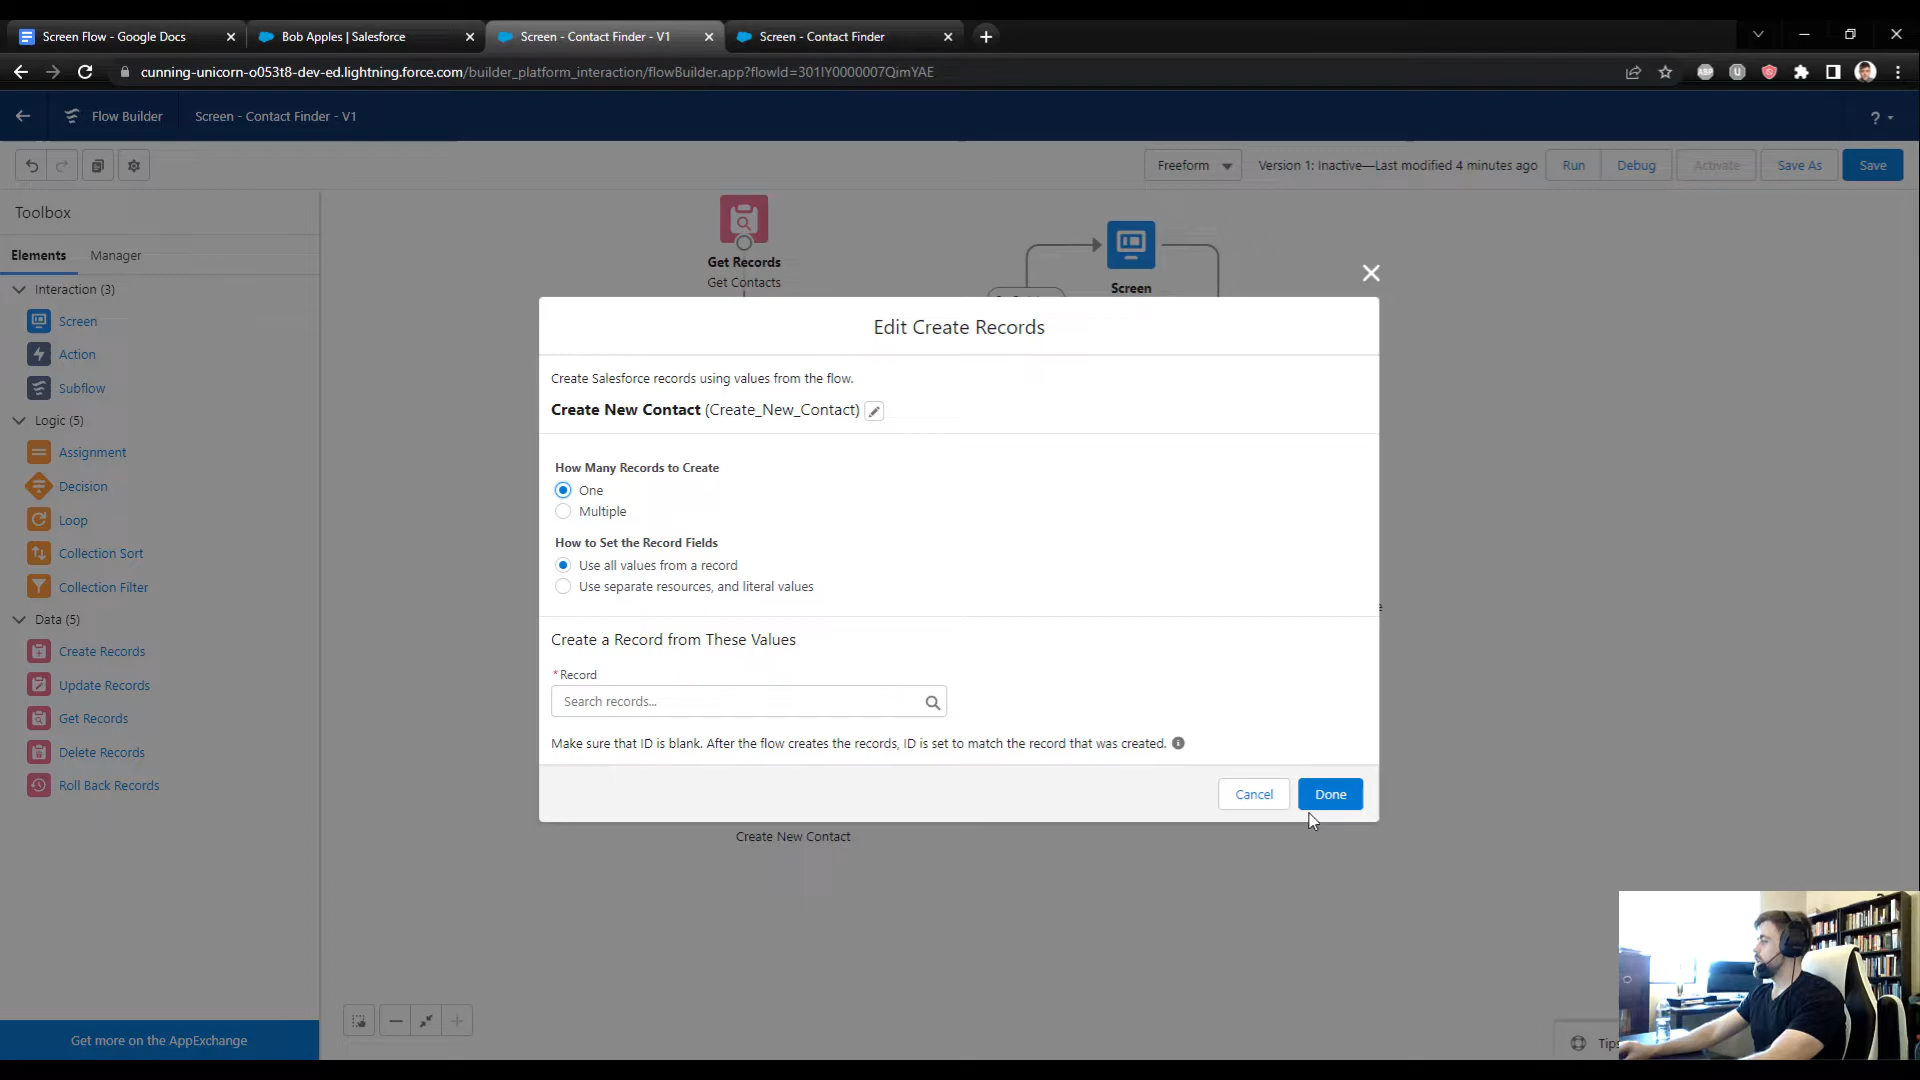 Screen Flow - Google Docs
Bob Apples | Salesforce
Screen - Contact Finder - V1
Screen - Contact Finder
cunning-unicorn-o053t8-dev-ed.lightning.force.com/builder_platform_interaction/flowBuilder.app?flowId=301IY0000007QimYAE
Flow Builder
Screen - Contact Finder - V1
?
Freeform
Version 1: Inactive—Last modified 4 minutes ago
Run
Debug
Activate
Save As
Save
Toolbox
Elements
Manager
Interaction (3)
Screen
Action
Subflow
Logic (5)
Assignment
Decision
Loop
Collection Sort
Collection Filter
Data (5)
Create Records
Update Records
Get Records
Delete Records
Roll Back Records
Get more on the AppExchange
Get Records
Get Contacts
Screen
Edit Create Records
Create Salesforce records using values from the flow.
Create New Contact (Create_New_Contact)
How Many Records to Create
One
Multiple
How to Set the Record Fields
Use all values from a record
Use separate resources, and literal values
Create a Record from These Values
* Record
Search records...
Make sure that ID is blank. After the flow creates the records, ID is set to match the record that was created.
Cancel
Done
Create New Contact